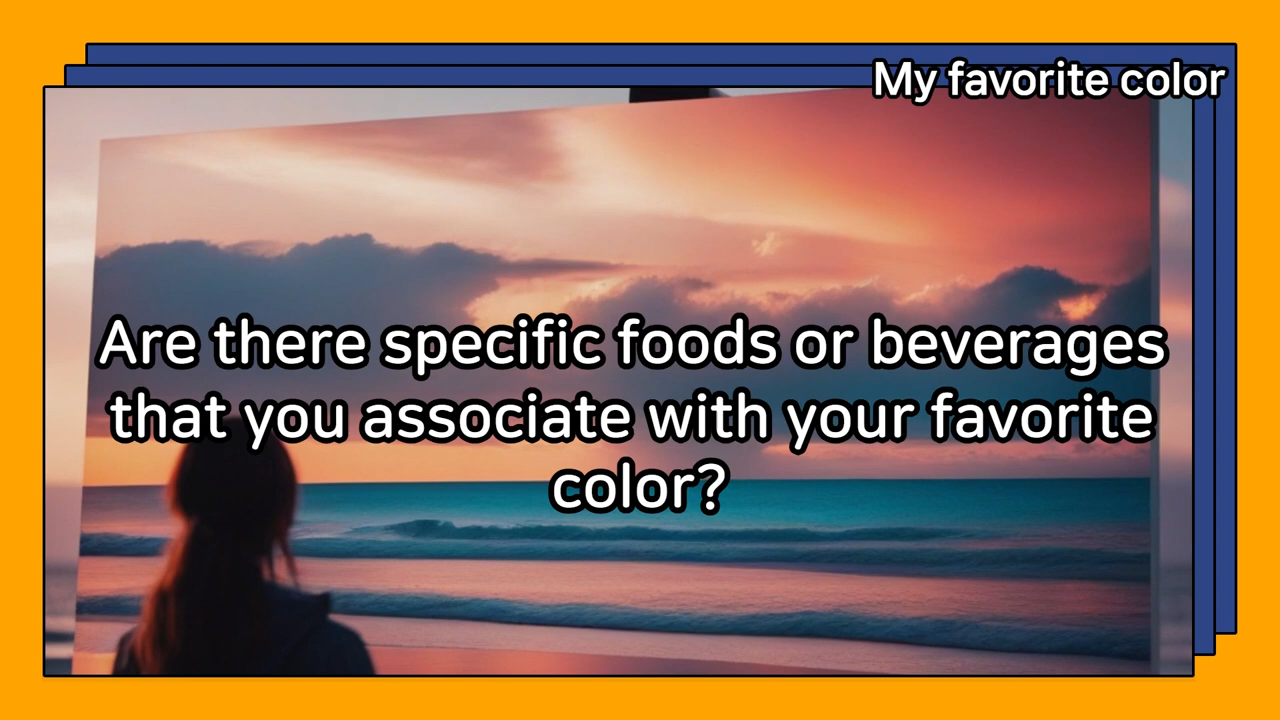 My favorite color
Are there specific foods or beverages
that you associate with your favorite
color?